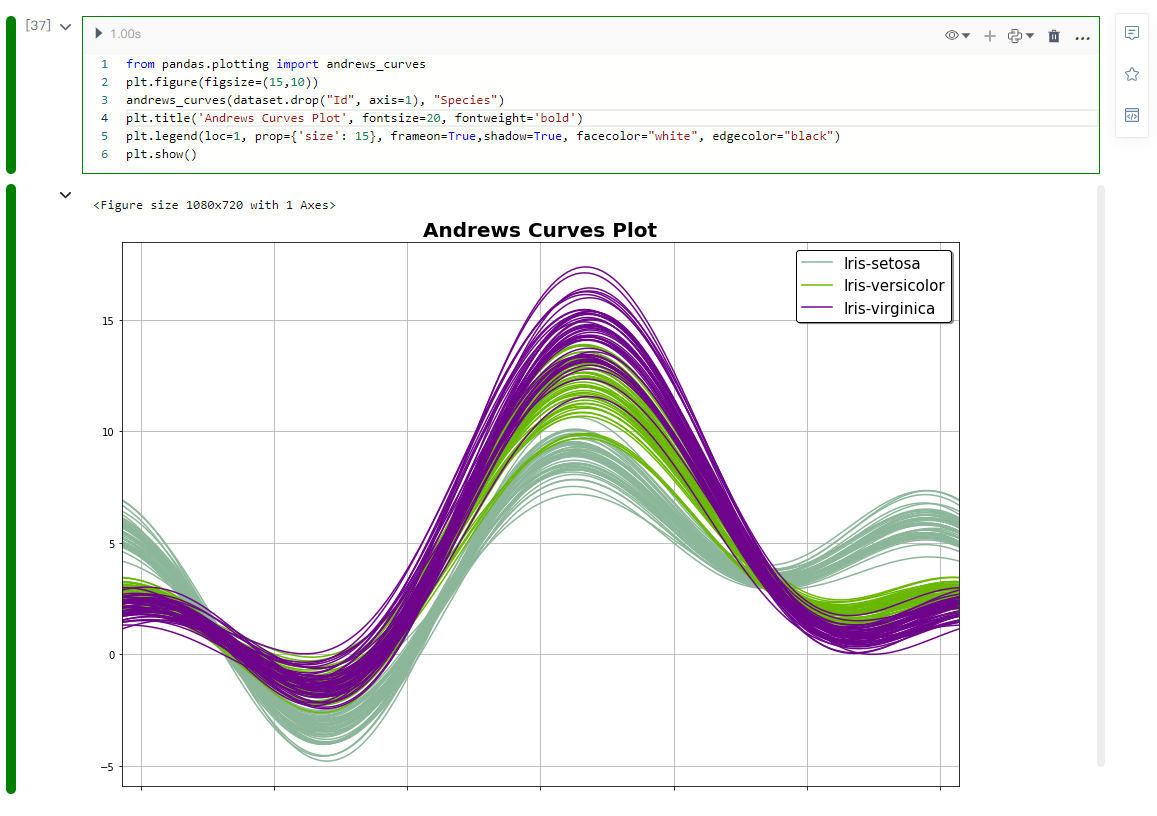 [37]
1.00s
1 from pandas.plotting import andrews_curves
2 plt.figure(figsize=(15,10))
3 andrews_curves(dataset.drop("Id", axis=1), "Species")
4 plt.title('Andrews Curves Plot', fontsize=20, fontweight='bold')
5 plt.legend(loc=1, prop={'size': 15}, frameon=True,shadow=True, facecolor="white", edgecolor="black")
6 plt.show()
<Figure size 1080x720 with 1 Axes>
Andrews Curves Plot
Iris-setosa
Iris-versicolor
Iris-virginica
15
10
5
0
−5